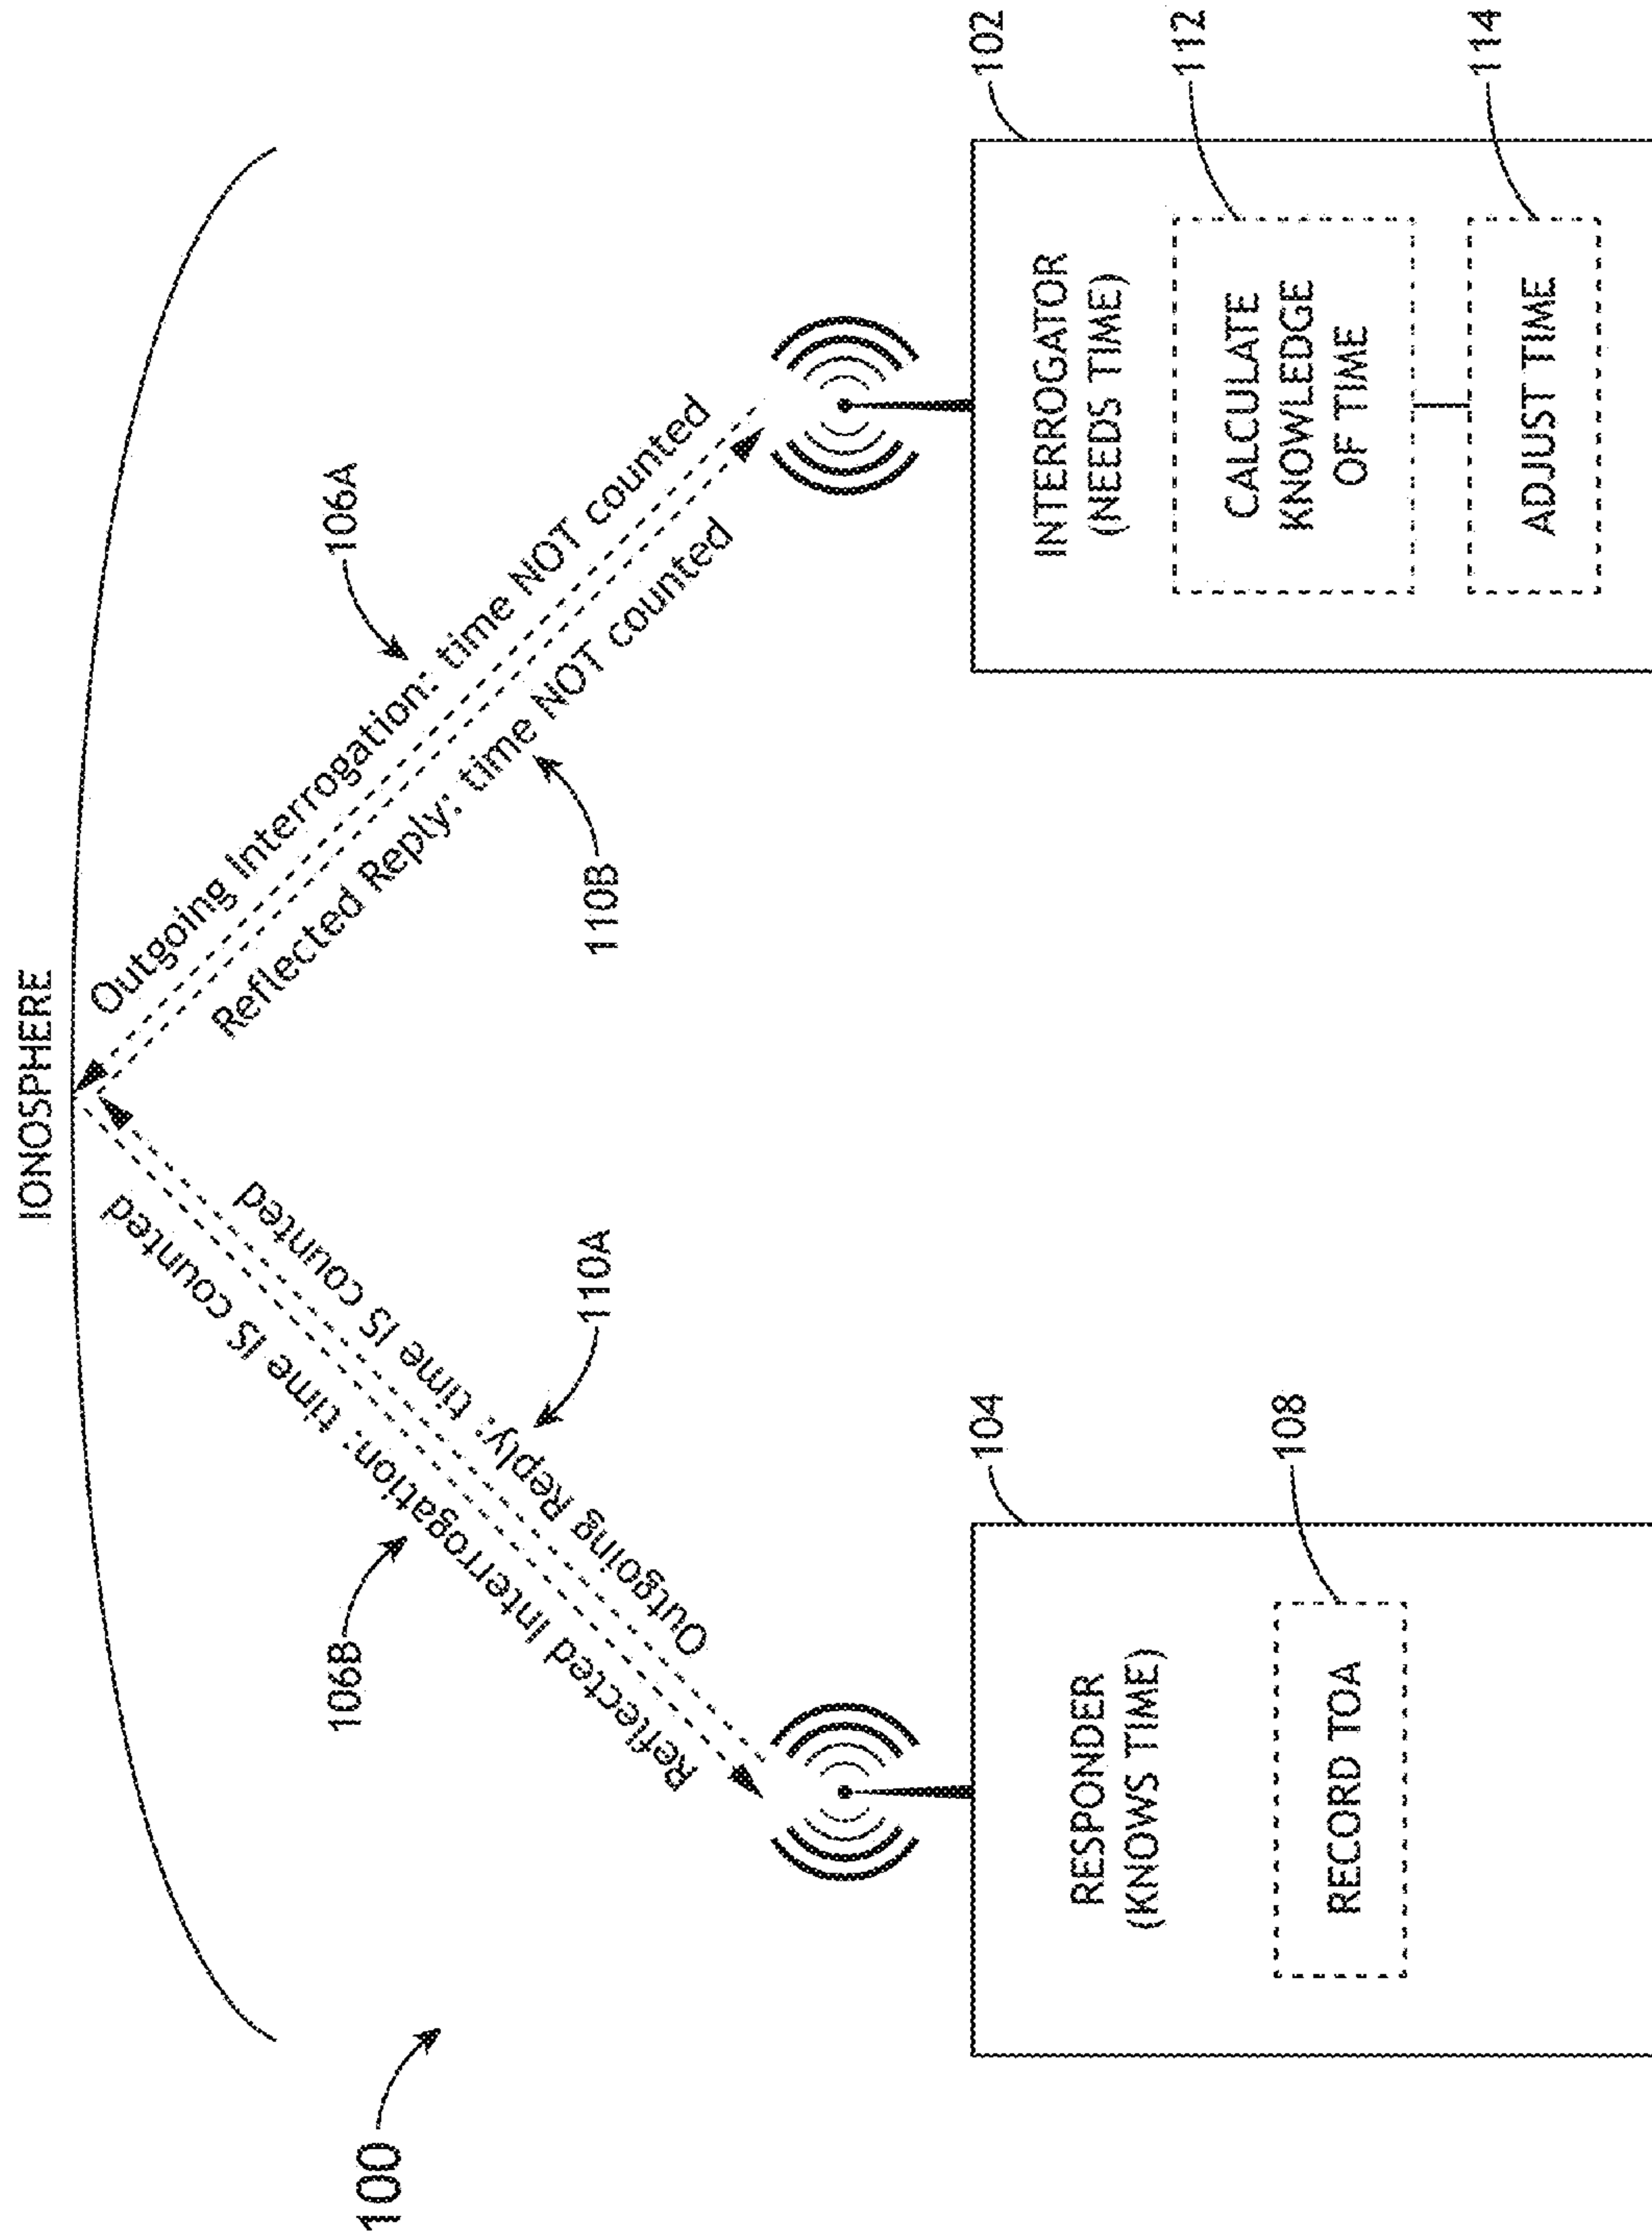 IONOSPHERE
100
Reflected Interrogation: time IS counted
106B
Outgoing Reply: time IS counted
110A
Outgoing Interrogation: time NOT counted
106A
Reflected Reply: time NOT counted
110B
104
RESPONDER
(KNOWS TIME)
108
RECORD TOA
102
INTERROGATOR
(NEEDS TIME)
112
CALCULATE
KNOWLEDGE
OF TIME
114
ADJUST TIME